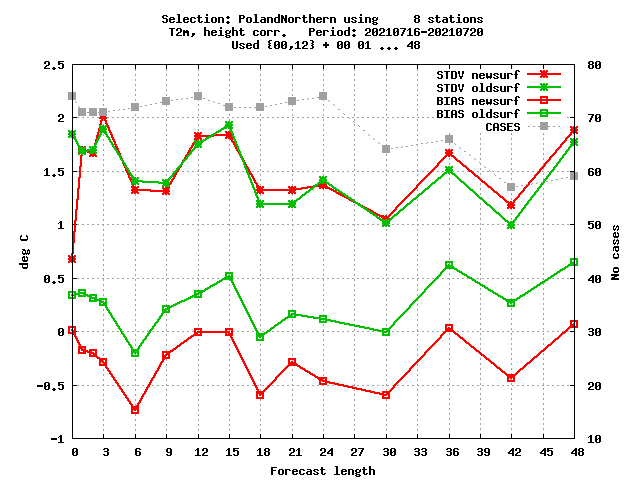 Selection: PolandNorthern using     8 stations
T2m, height corr.   Period: 20210716-20210720
Used {00,12} + 00 01 ... 48
STDV newsurf
STDV oldsurf
BIAS newsurf
BIAS oldsurf
CASES
2.5
2
1.5
1
0.5
0
-0.5
-1
deg C
80
70
60
50
40
30
20
10
No cases
0 3 6 9 12 15 18 21 24 27 30 33 36 39 42 45 48
Forecast length